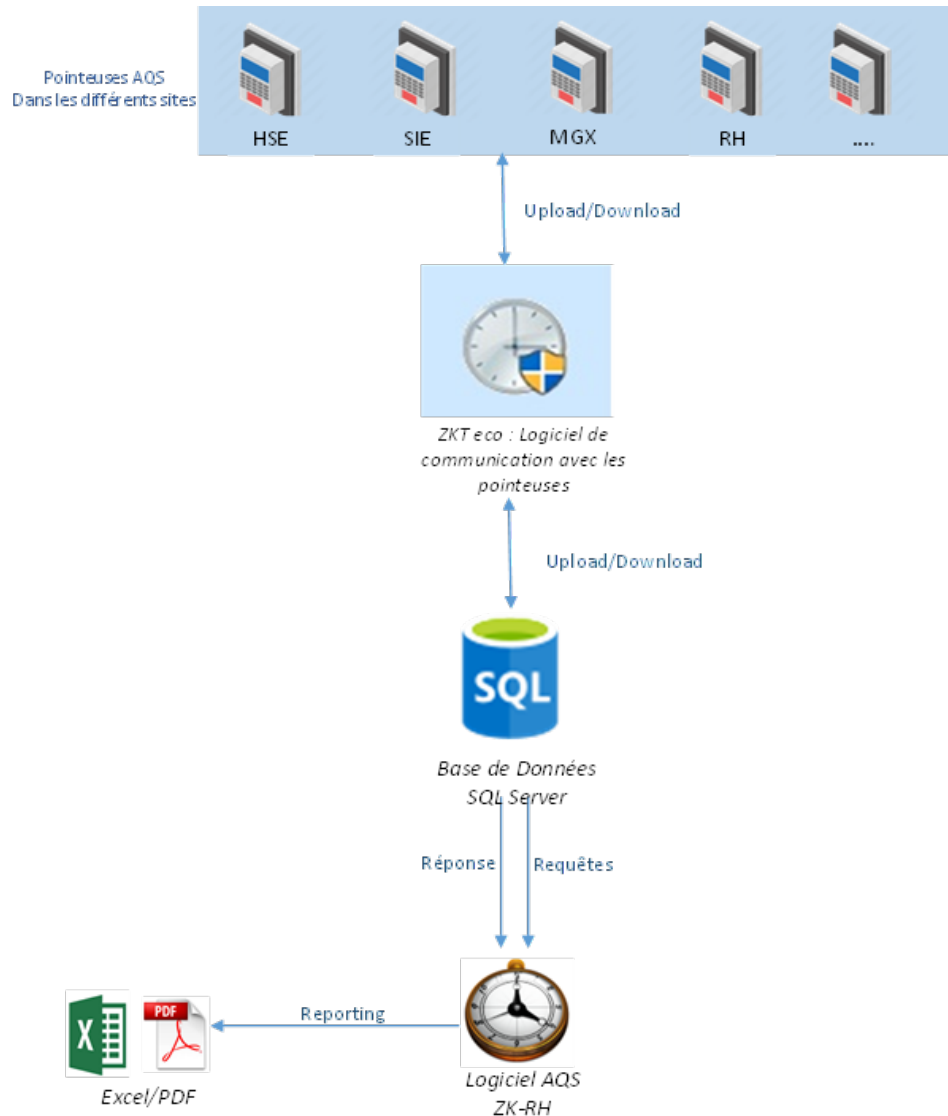 Pointeuses AQS
Dans les différents sites
HSE
SIE
MGX
RH
....
Upload/Download
ZKT eco : Logiciel de
communication avec les
pointeuses
Upload/Download
SQL
Base de Données
SQL Server
Réponse
Requêtes
Reporting
X
PDF
Excel/PDF
Logiciel AQS
ZK-RH